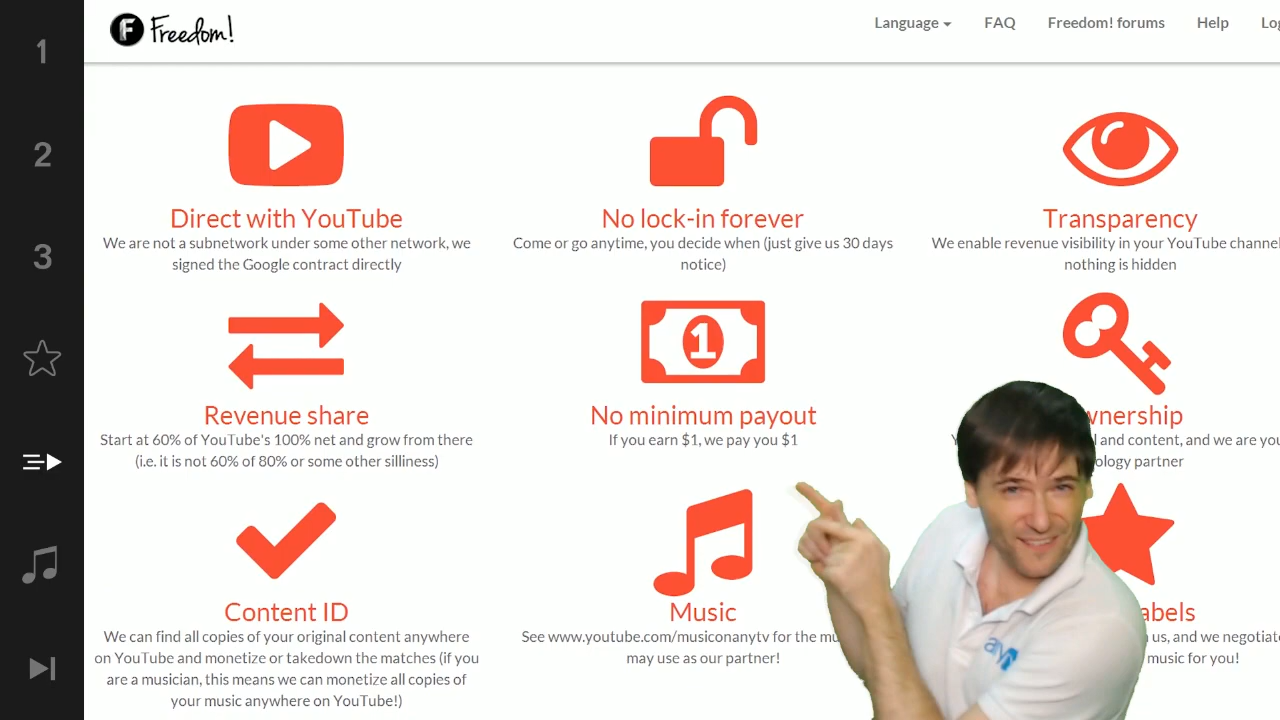 1
2
3
Freedom!
Language
FAQ
Freedom! forums
Help
Direct with YouTube
We are not a subnetwork under some other network, we
signed the Google contract directly
No lock-in forever
Come or go anytime, you decide when (just give us 30 days
notice)
Transparency
We enable revenue visibility in your YouTube channel
nothing is hidden
Revenue share
Start at 60% of YouTube's 100% net and grow from there
(i.e. it is not 60% of 80% or some other silliness)
1
No minimum payout
If you earn $1, we pay you $1
and content, and we are
partner
Content ID
We can find all copies of your original content anywhere
on YouTube and monetize or takedown the matches (if you
are a musician, this means we can monetize all copies of
your music anywhere on YouTube!)
Music
See www.youtube.com/musiconanytv for the
may use as our partner!
us, and we
music for you!